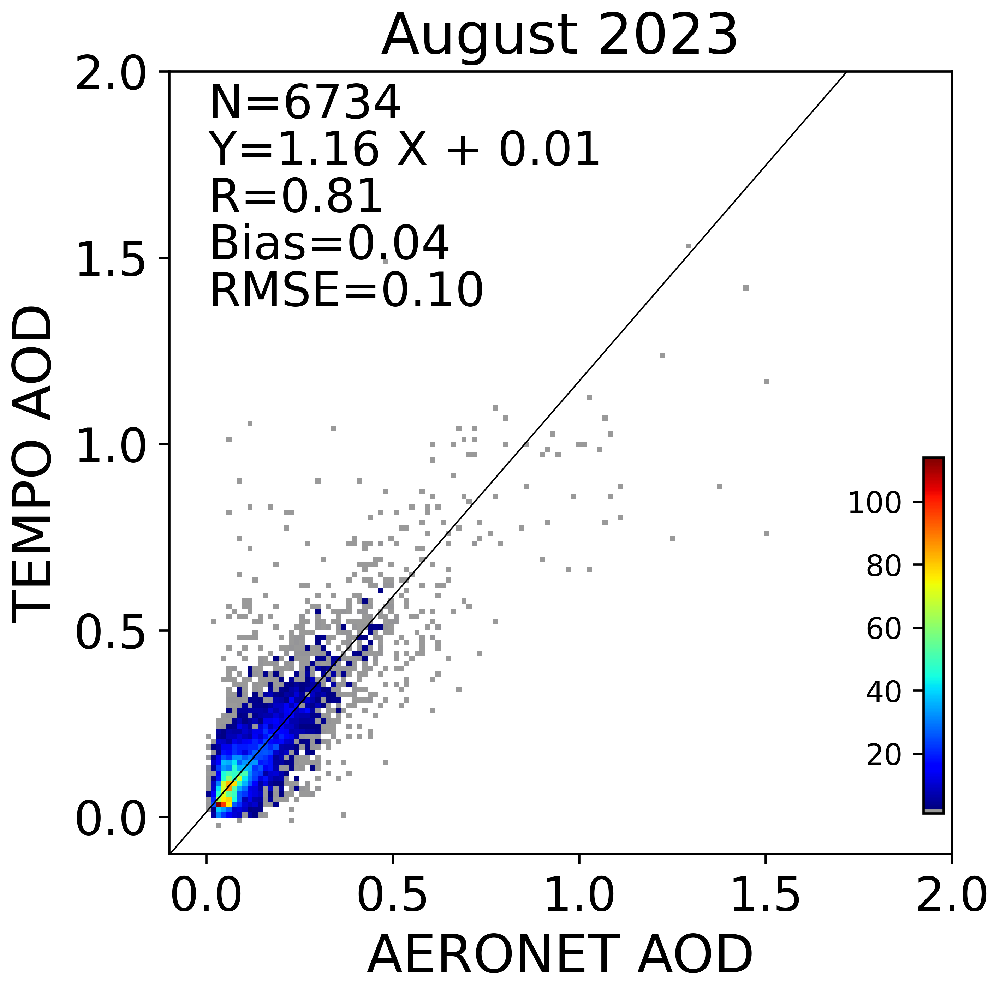 August 2023
N=6734
Y=1.16 X + 0.01
R=0.81
Bias=0.04
RMSE=0.10
TEMPO AOD
2.0
1.5
1.0
0.5
0.0
100
80
60
40
20
0.0 0.5 1.0 1.5 2.0
AERONET AOD